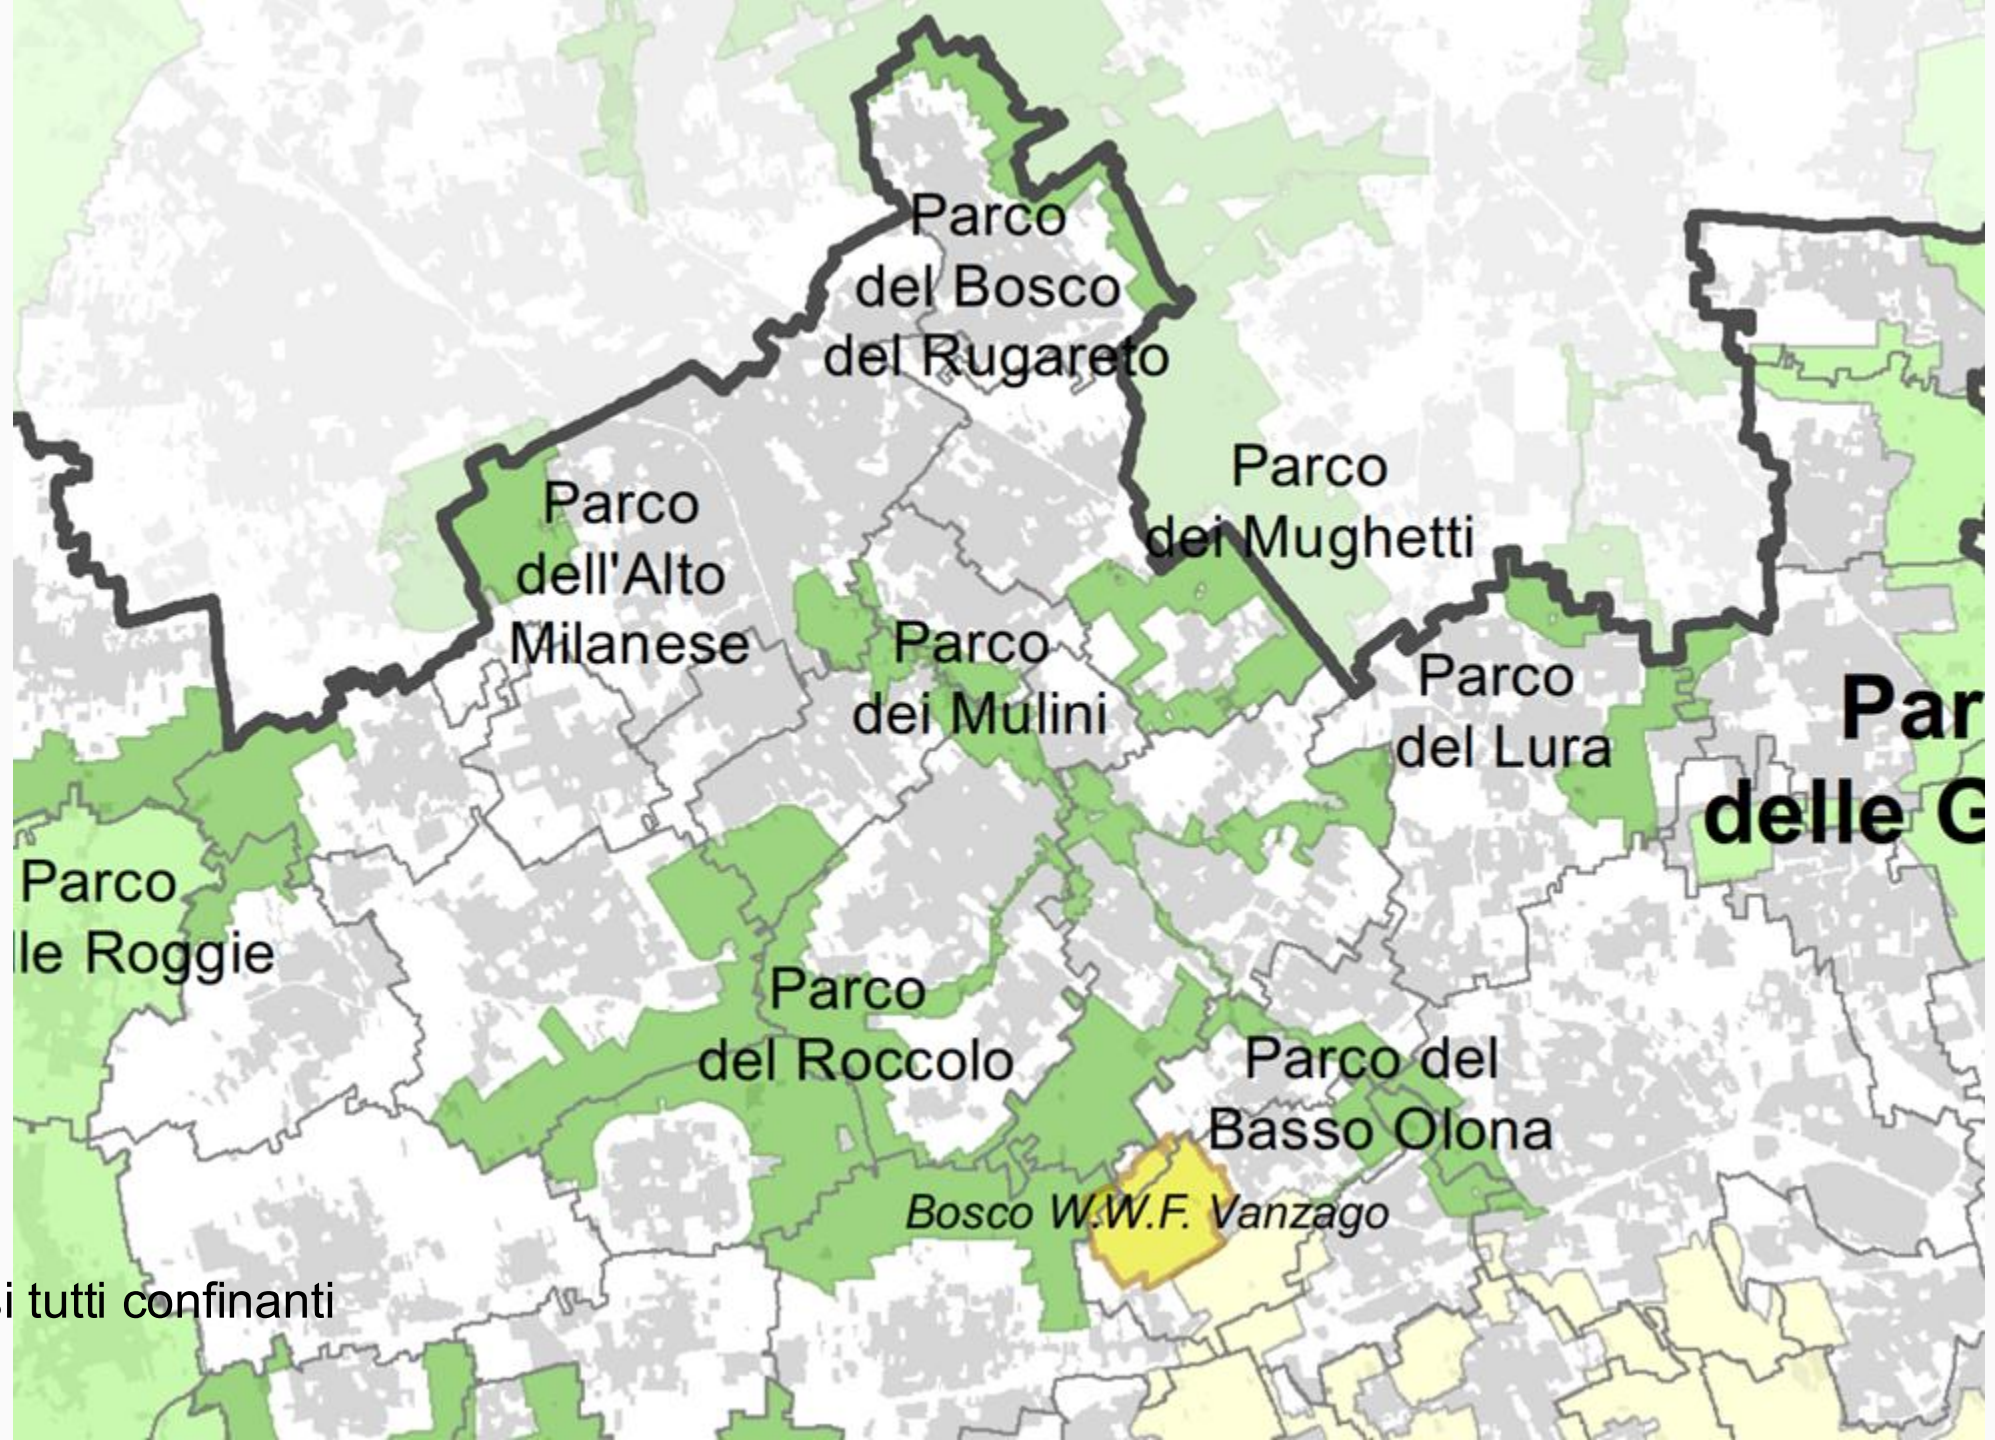 Parco
del Bosco
del Rugareto
Parco
dei Mughetti
Parco
dell'Alto
Milanese
Parco
dei Mulini
Parco
del Lura
Par
delle G
Parco
lle Roggie
Parco
del Roccolo
Parco del
Basso Olona
Bosco W.W.F. Vanzago
i tutti confinanti